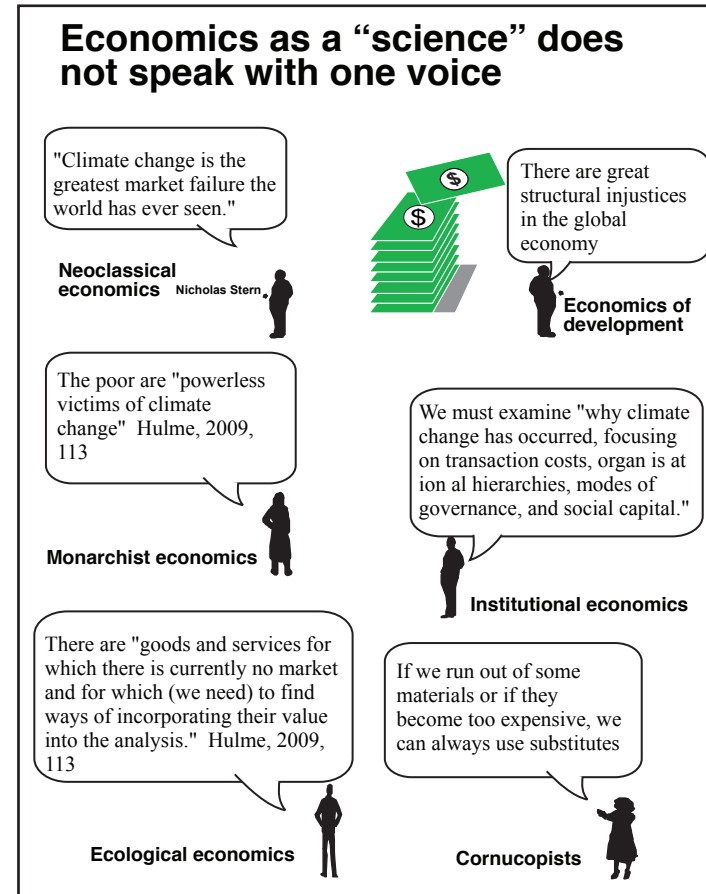 Economics as a “science” does
not speak with one voice
"Climate change is the
greatest market failure the
world has ever seen."
Neoclassical
economics
Nicholas Stern
$
$
There are great
structural injustices
in the global
economy
Economics of
development
The poor are "powerless
victims of climate
change" Hulme, 2009,
113
Monarchist economics
We must examine "why climate
change has occurred, focusing
on transaction costs, organ is at
ion al hierarchies, modes of
governance, and social capital."
Institutional economics
There are "goods and services for
which there is currently no market
and for which (we need) to find
ways of incorporating their value
into the analysis." Hulme, 2009,
113
Ecological economics
If we run out of some
materials or if they
become too expensive, we
can always use substitutes
Cornucopists